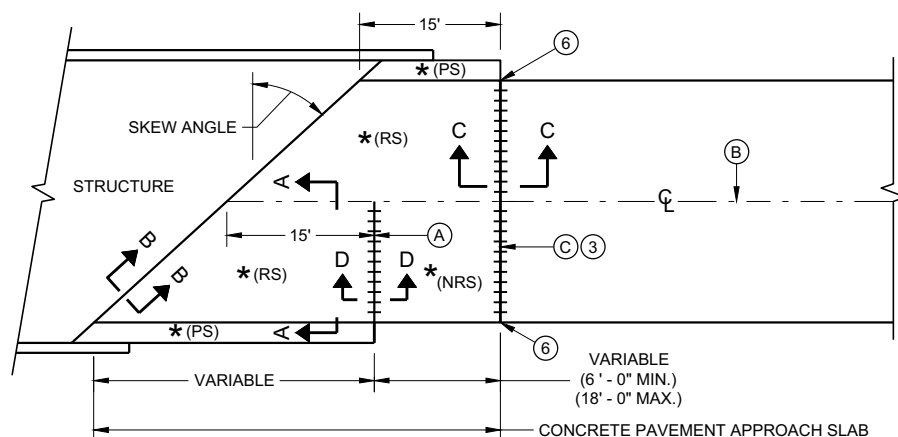 15'
6
*(PS)
SKEW ANGLE
*(RS)
C C
B
STRUCTURE
A
℄
15'
A
B
B
D D
C 3
*(RS)
*(NRS)
*(PS)
A
6
VARIABLE
VARIABLE
(6 ' - 0" MIN.)
(18' - 0" MAX.)
CONCRETE PAVEMENT APPROACH SLAB